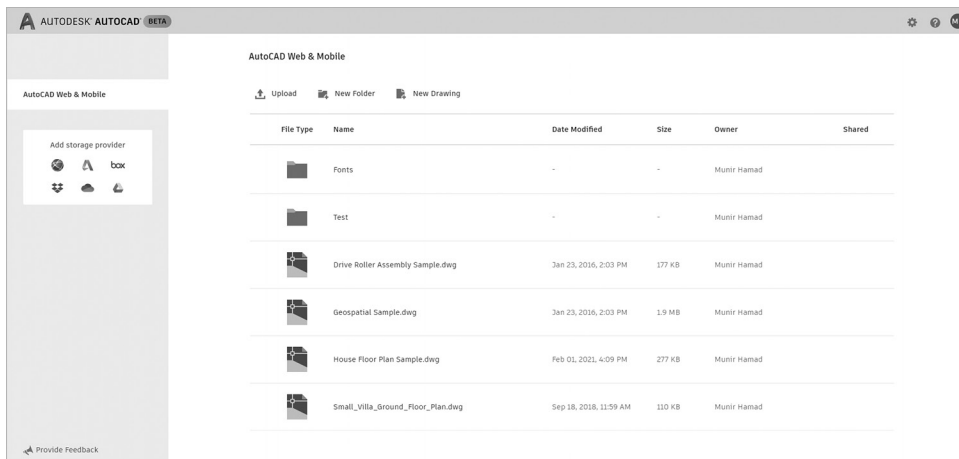 AUTODESK® AUTOCAD® BETA
AutoCAD Web & Mobile
Add storage provider
box
Provide Feedback
AutoCAD Web & Mobile
Upload New Folder New Drawing
File Type Name Date Modified Size Owner Shared
Fonts - - Munir Hamad
Test - - Munir Hamad
Drive Roller Assembly Sample.dwg Jan 23, 2016, 2:03 PM 177 KB Munir Hamad
Geospatial Sample.dwg Jan 23, 2016, 2:03 PM 1.9 MB Munir Hamad
House Floor Plan Sample.dwg Feb 01, 2021, 4:09 PM 277 KB Munir Hamad
Small_Villa_Ground_Floor_Plan.dwg Sep 18, 2018, 11:59 AM 110 KB Munir Hamad